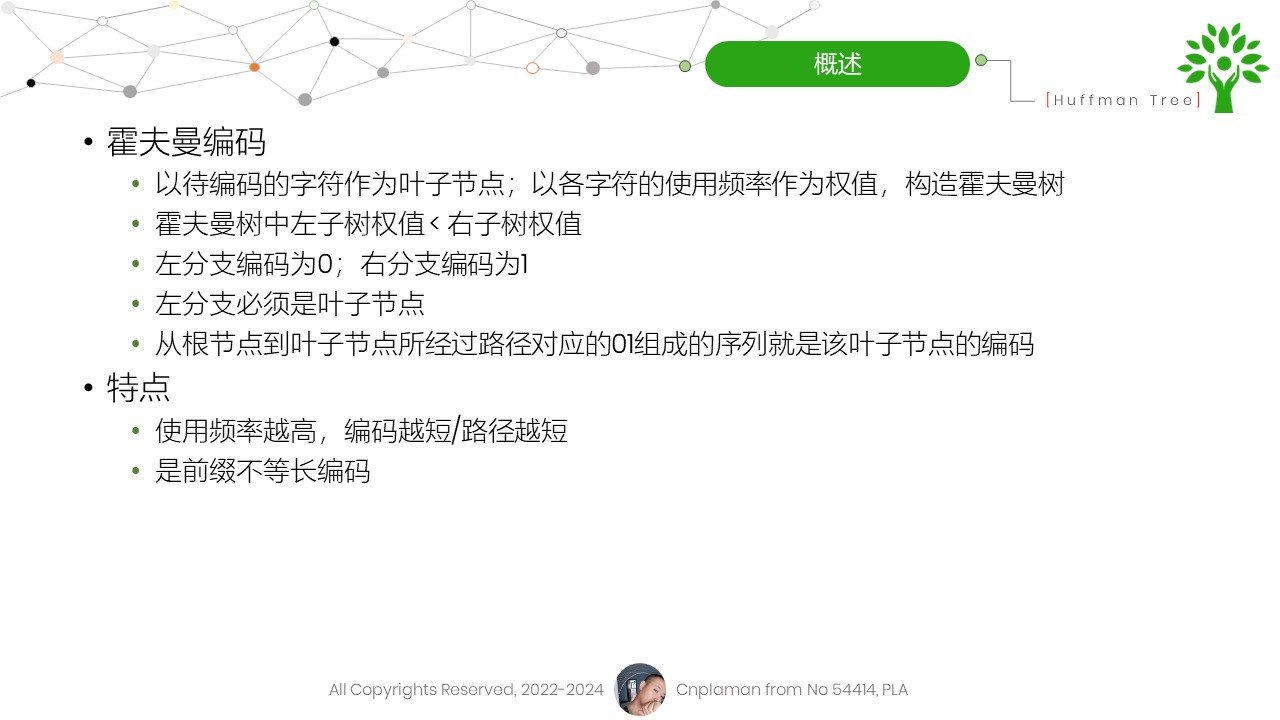 概述
[Huffman Tree]
• 霍夫曼编码
• 以待编码的字符作为叶子节点；以各字符的使用频率作为权值，构造霍夫曼树
• 霍夫曼树中左子树权值 < 右子树权值
• 左分支编码为0；右分支编码为1
• 左分支必须是叶子节点
• 从根节点到叶子节点所经过路径对应的01组成的序列就是该叶子节点的编码
• 特点
• 使用频率越高，编码越短/路径越短
• 是前缀不等长编码
All Copyrights Reserved, 2022-2024 Cnplaman from No 54414, PLA